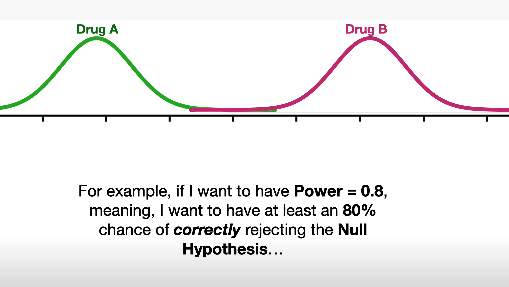 Drug A
Drug B
For example, if I want to have Power = 0.8,
meaning, I want to have at least an 80%
chance of correctly rejecting the Null
Hypothesis…